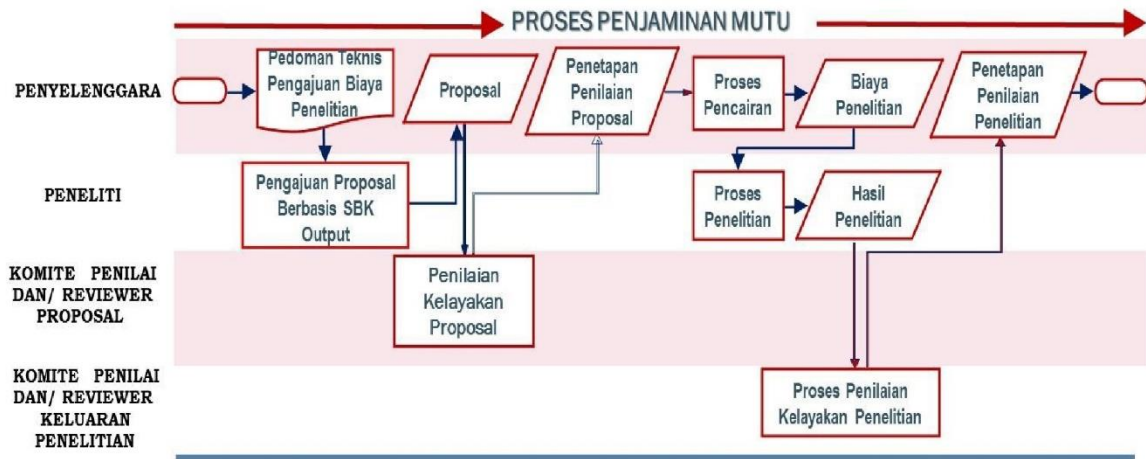 PROSES PENJAMINAN MUTU
PENYELENGGARA
Pedoman Teknis
Pengajuan Biaya
Penelitian
Proposal
Penetapan
Penilaian
Proposal
Proses
Pencairan
Biaya
Penelitian
Penetapan
Penilaian
Penelitian
PENELITI
Pengajuan Proposal
Berbasis SBK
Output
Proses
Penelitian
Hasil
Penelitian
KOMITE PENILAI
DAN/ REVIEWER
PROPOSAL
Penilaian
Kelayakan
Proposal
KOMITE PENILAI
DAN/ REVIEWER
KELUARAN
PENELITIAN
Proses Penilaian
Kelayakan Penelitian